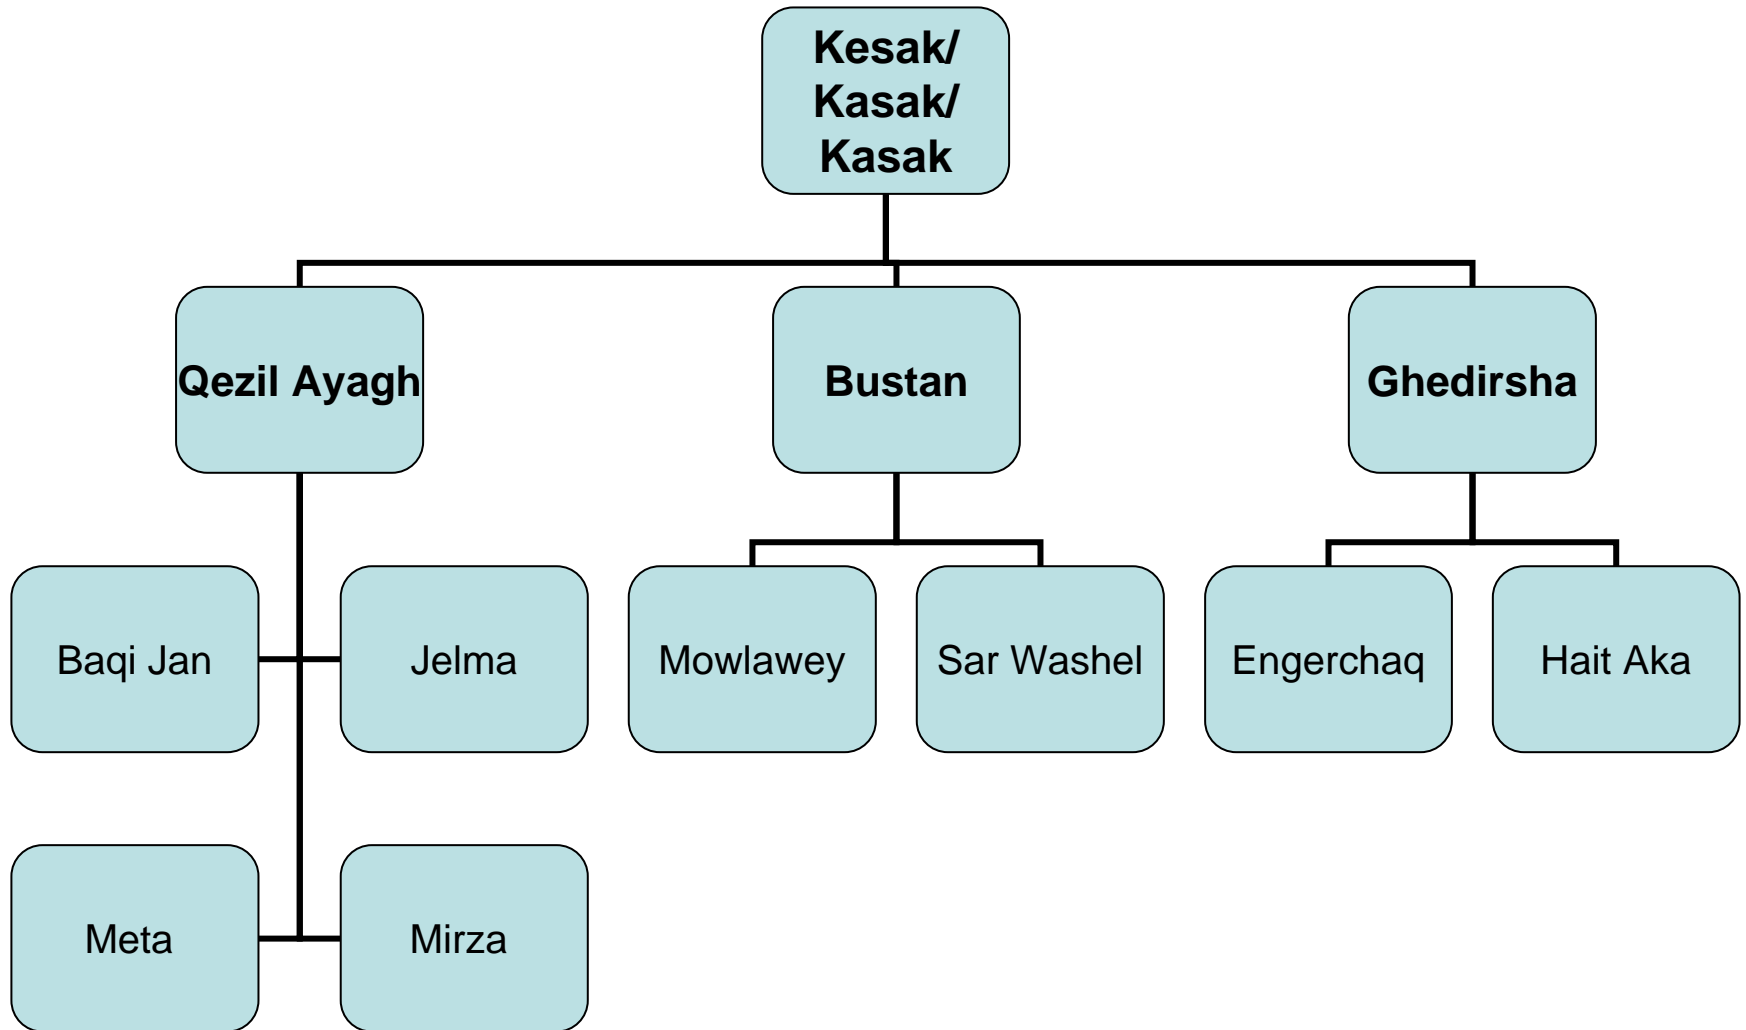 Kesak/
Kasak/
Kasak
Qezil Ayagh
Bustan
Ghedirsha
Baqi Jan
Jelma
Mowlawey
Sar Washel
Engerchaq
Hait Aka
Meta
Mirza